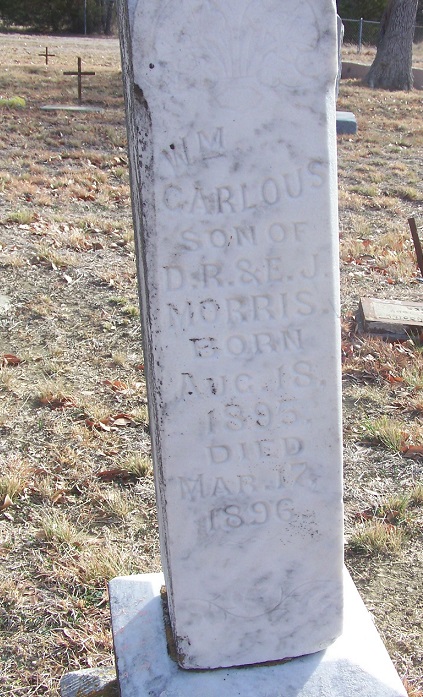 WM
CARLOUS
SON OF
D.R. & E.J.
MORRIS.
BORN
AUG. 18.
1895.
DIED
MAR. 17.
1896.